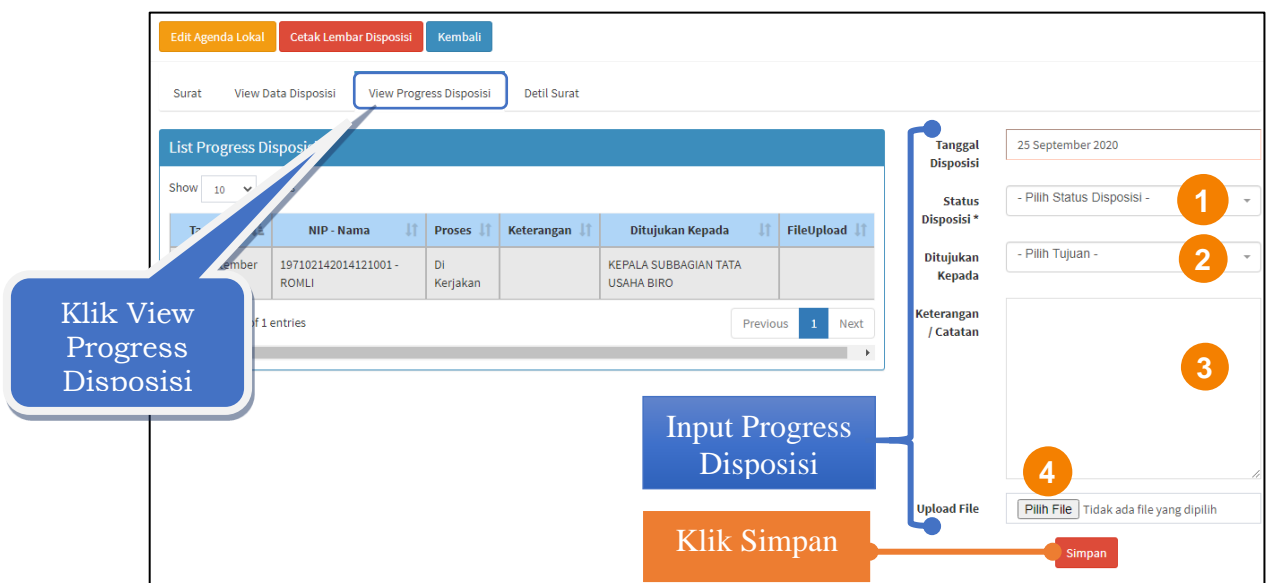 Edit Agenda Lokal Cetak Lembar Disposisi Kembali
Surat View Data Disposisi View Progress Disposisi Detil Surat
List Progress
Show 10
NIP - Nama Proses Keterangan Ditujukan Kepada FileUpload
197102142014121001 - ROMLI Di Kerjakan KEPALA SUBBAGIAN TATA USAHA BIRO
of 1 entries
Previous 1 Next
Klik View
Progress
Disposisi
Tanggal Disposisi 25 September 2020
Status Disposisi * - Pilih Status Disposisi - 1
Ditujukan Kepada - Pilih Tujuan - 2
Keterangan / Catatan 3
4
Upload File Pilih File Tidak ada file yang dipilih
Input Progress
Disposisi
Klik Simpan
Simpan